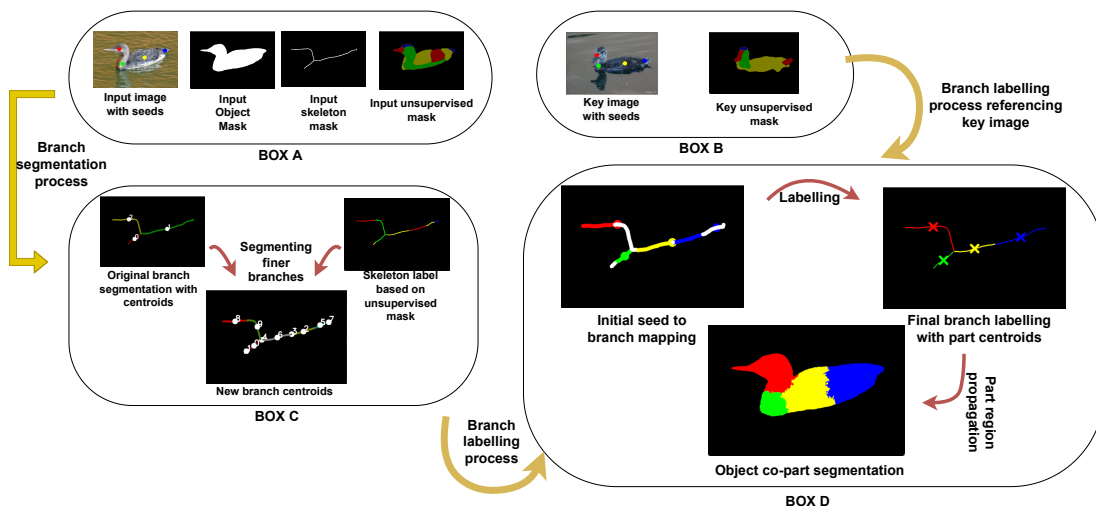 Input image
with seeds
Input
Object
Mask
Input
skeleton
mask
Input unsupervised
mask
BOX A
Key image
with seeds
Key unsupervised
mask
BOX B
Branch labelling
process referencing
key image
Branch
segmentation
process
Original branch
segmentation with
centroids
Segmenting
finer
branches
Skeleton label
based on
unsupervised
mask
New branch centroids
BOX C
Branch
labelling
process
Labelling
Initial seed to
branch mapping
Final branch labelling
with part centroids
Part region
propagation
Object co-part segmentation
BOX D